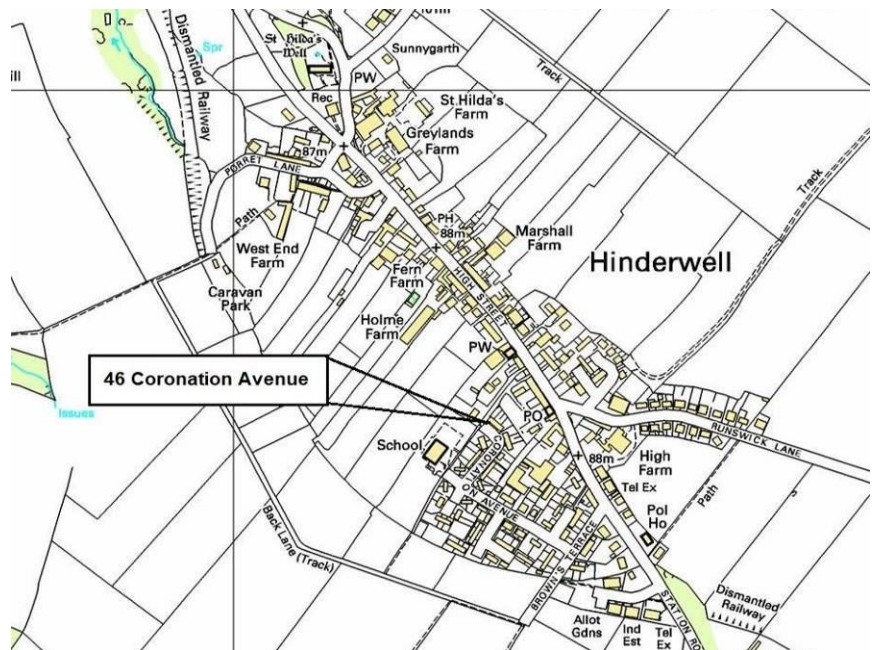 St Hilda's
Well
Spr
Sunnygarth
Track
Dismantled Railway
PW
Rec
St. Hilda's
Farm
Greylands
Farm
87m
PORRET LANE
Track
Path
PH
88m
Marshall
Farm
West End
Farm
Hinderwell
Fern
Farm
HIGH STREET
Caravan
Park
Holme
Farm
PW
46 Coronation Avenue
Issues
PO
RUNSWICK LANE
School
CORONATION AVENUE
88m
High
Farm
Tel Ex
Path
Pol
Ho
Back Lane (Track)
BROWN'S TERRACE
Dismantled
Railway
STATION RO
Allot
Gdns
Ind
Est
Tel
Ex